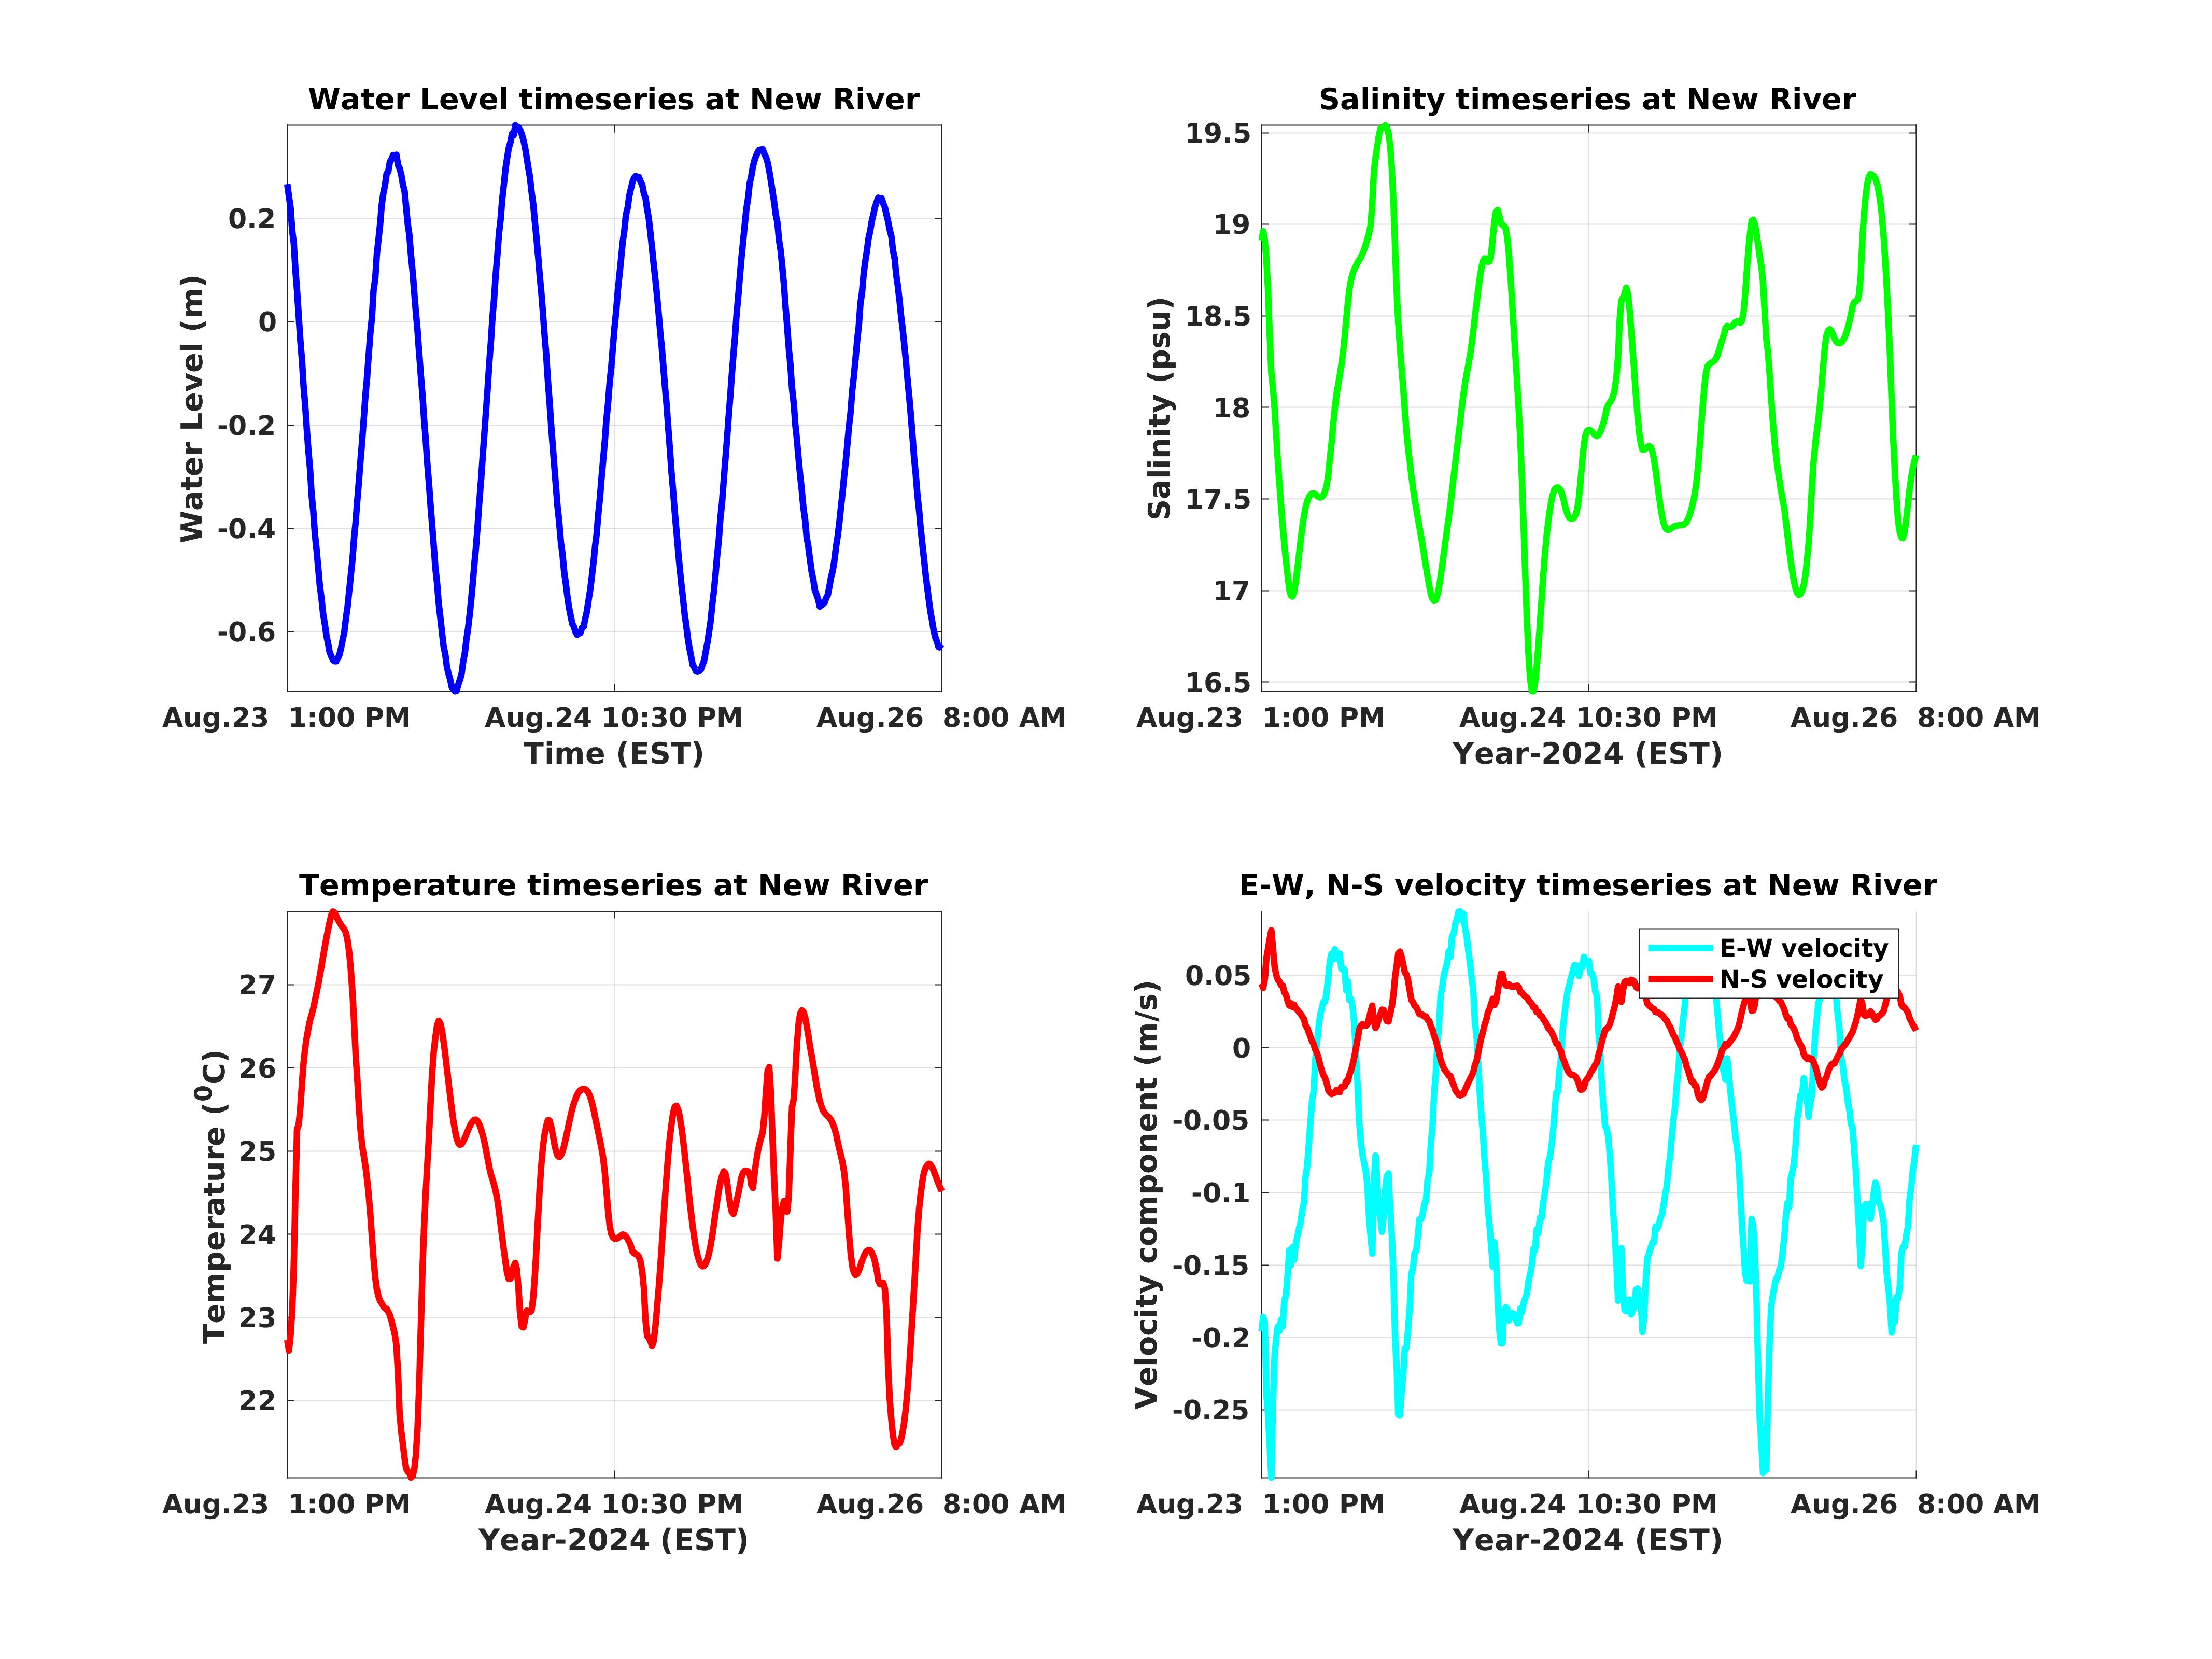 Water Level timeseries at New River
Water Level (m)
0.2
0
-0.2
-0.4
-0.6
Aug.23 1:00 PM Aug.24 10:30 PM Aug.26 8:00 AM
Time (EST)
Salinity timeseries at New River
Salinity (psu)
19.5
19
18.5
18
17.5
17
16.5
Aug.23 1:00 PM Aug.24 10:30 PM Aug.26 8:00 AM
Year-2024 (EST)
Temperature timeseries at New River
Temperature (⁰C)
27
26
25
24
23
22
Aug.23 1:00 PM Aug.24 10:30 PM Aug.26 8:00 AM
Year-2024 (EST)
E-W, N-S velocity timeseries at New River
Velocity component (m/s)
E-W velocity
N-S velocity
0.05
0
-0.05
-0.1
-0.15
-0.2
-0.25
Aug.23 1:00 PM Aug.24 10:30 PM Aug.26 8:00 AM
Year-2024 (EST)